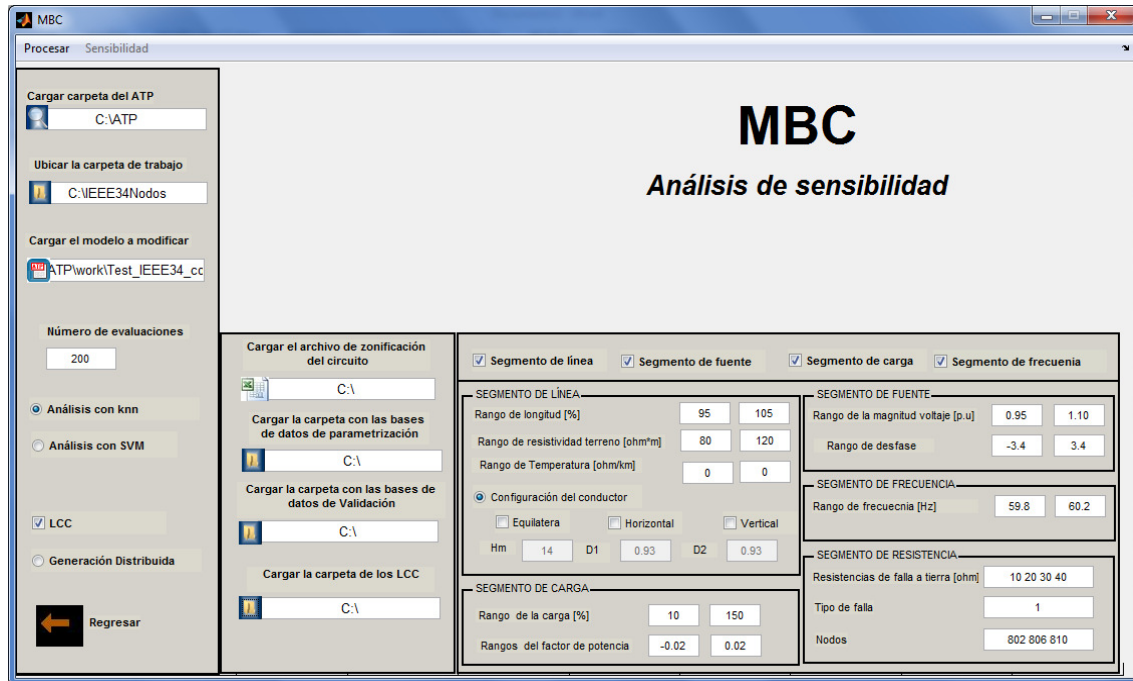 MBC
Procesar Sensibilidad
MBC
Análisis de sensibilidad
Cargar carpeta del ATP
C:\ATP
Ubicar la carpeta de trabajo
C:\IEEE34Nodos
Cargar el modelo a modificar
ATP\work\Test_IEEE34_cc
Número de evaluaciones
200
Análisis con knn
Análisis con SVM
LCC
Generación Distribuida
Regresar
Cargar el archivo de zonificación
del circuito
C:\
Cargar la carpeta con las bases
de datos de parametrización
C:\
Cargar la carpeta con las bases de
datos de Validación
C:\
Cargar la carpeta de los LCC
C:\
Segmento de línea Segmento de fuente Segmento de carga Segmento de frecuenia
SEGMENTO DE LÍNEA
Rango de longitud [%] 95 105
Rango de resistividad terreno [ohm*m] 80 120
Rango de Temperatura [ohm/km] 0 0
Configuración del conductor
Equilatera Horizontal Vertical
Hm 14 D1 0.93 D2 0.93
SEGMENTO DE CARGA
Rango de la carga [%] 10 150
Rangos del factor de potencia -0.02 0.02
SEGMENTO DE FUENTE
Rango de la magnitud voltaje [p.u] 0.95 1.10
Rango de desfase -3.4 3.4
SEGMENTO DE FRECUENCIA
Rango de frecuecnia [Hz] 59.8 60.2
SEGMENTO DE RESISTENCIA
Resistencias de falla a tierra [ohm] 10 20 30 40
Tipo de falla 1
Nodos 802 806 810